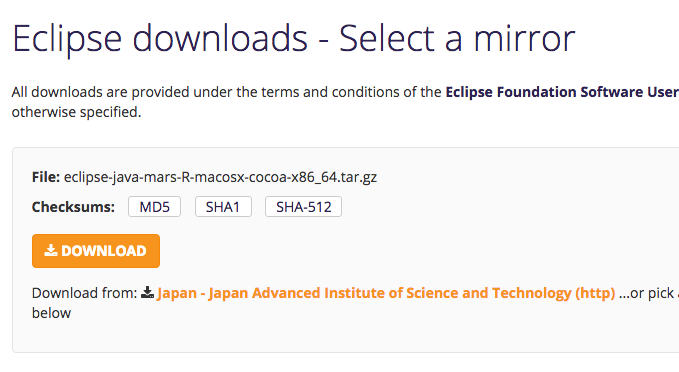 Eclipse downloads - Select a mirror
All downloads are provided under the terms and conditions of the Eclipse Foundation Software User
otherwise specified.
File: eclipse-java-mars-R-macosx-cocoa-x86_64.tar.gz
Checksums: MD5 SHA1 SHA-512
DOWNLOAD
Download from: Japan - Japan Advanced Institute of Science and Technology (http) ...or pick
below